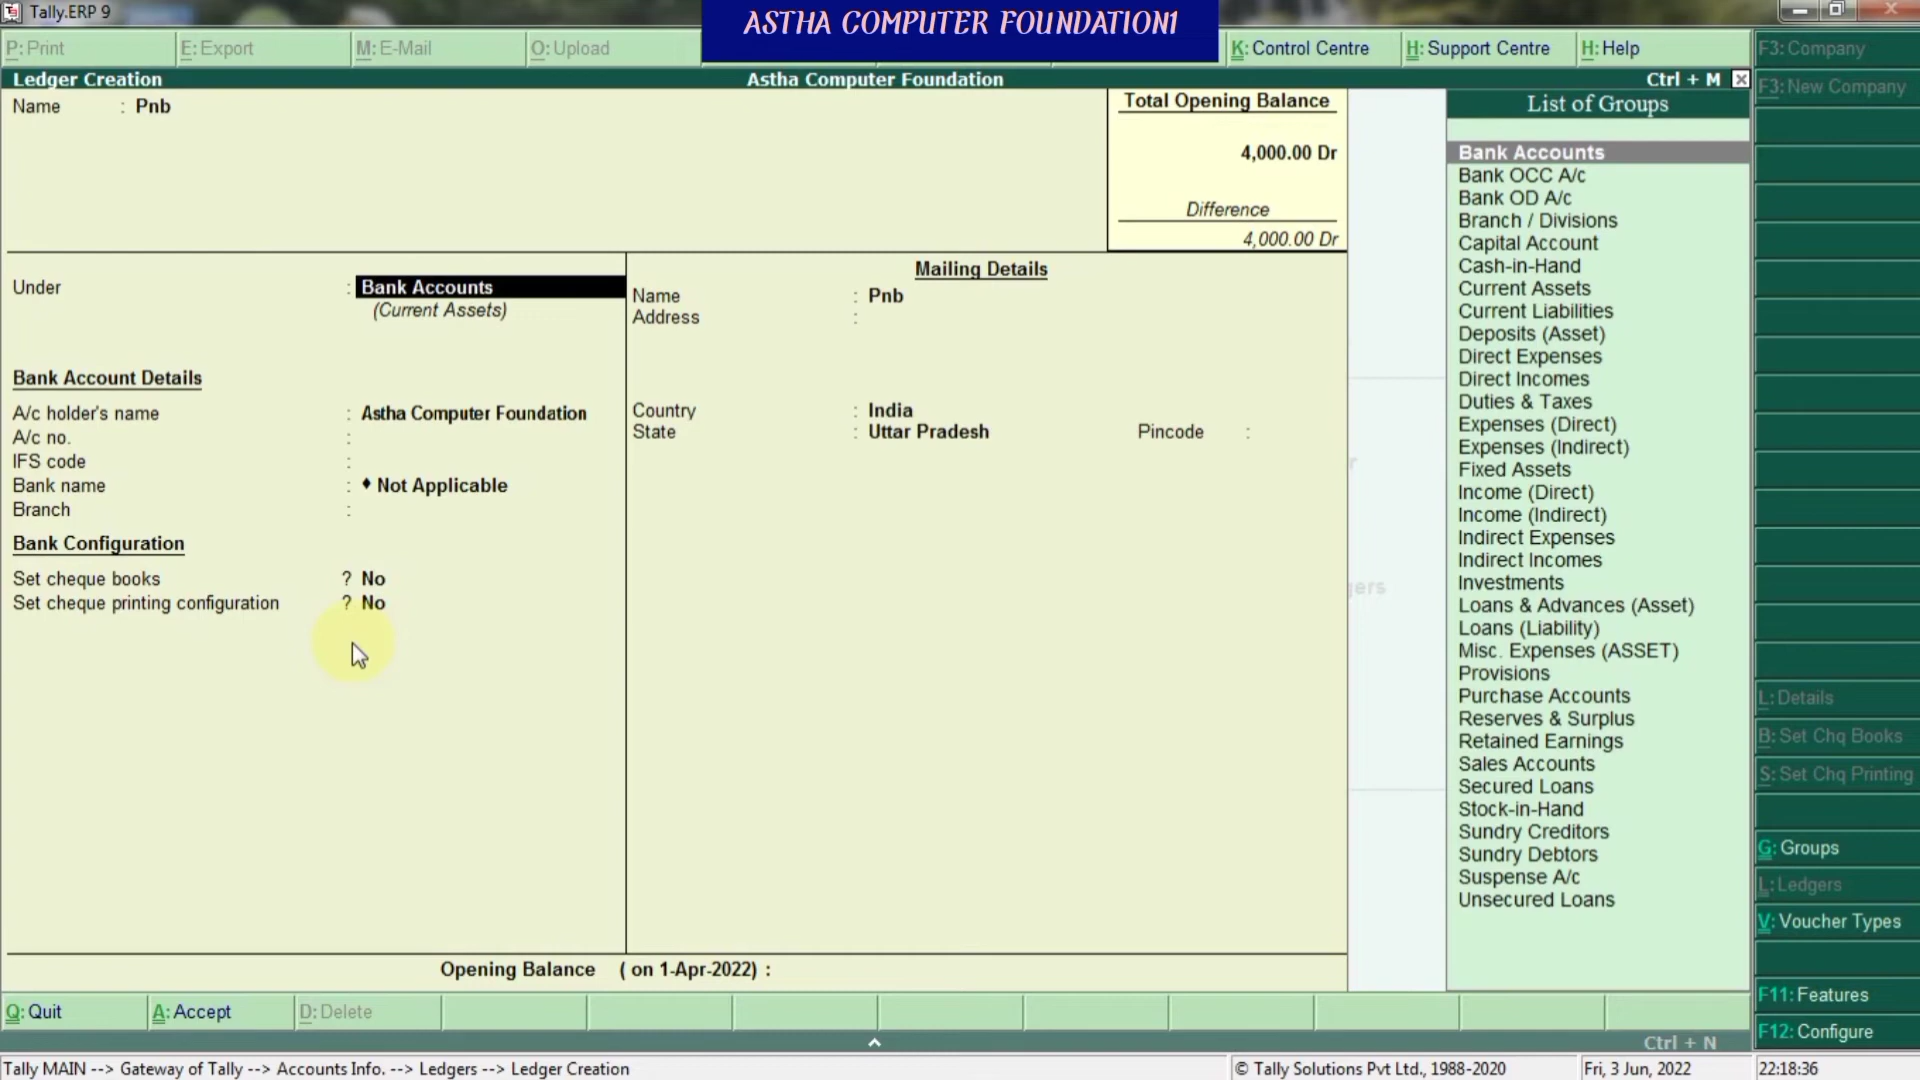 Tally.ERP 9
ASTHA COMPUTER FOUNDATION1
P: Print
E: Export
M: E-Mail
O: Upload
K: Control Centre
H: Support Centre
H: Help
F3: Company
Ledger Creation
Astha Computer Foundation
Ctrl + M
F3: New Company
Name : Pnb
Total Opening Balance
4,000.00 Dr
Difference
4,000.00 Dr
List of Groups
Bank Accounts
Bank OCC A/c
Bank OD A/c
Branch / Divisions
Capital Account
Cash-in-Hand
Current Assets
Current Liabilities
Deposits (Asset)
Direct Expenses
Direct Incomes
Duties & Taxes
Expenses (Direct)
Expenses (Indirect)
Fixed Assets
Income (Direct)
Income (Indirect)
Indirect Expenses
Indirect Incomes
Investments
Loans & Advances (Asset)
Loans (Liability)
Misc. Expenses (ASSET)
Provisions
Purchase Accounts
Reserves & Surplus
Retained Earnings
Sales Accounts
Secured Loans
Stock-in-Hand
Sundry Creditors
Sundry Debtors
Suspense A/c
Unsecured Loans
Under : Bank Accounts
(Current Assets)
Bank Account Details
A/c holder's name : Astha Computer Foundation
A/c no. :
IFS code :
Bank name : ♦ Not Applicable
Branch :
Bank Configuration
Set cheque books ? No
Set cheque printing configuration ? No
Mailing Details
Name : Pnb
Address :
Country : India
State : Uttar Pradesh
Pincode :
Opening Balance ( on 1-Apr-2022) :
L: Details
B: Set Chq Books
S: Set Chq Printing
G: Groups
L: Ledgers
V: Voucher Types
F11: Features
F12: Configure
Q: Quit
A: Accept
D: Delete
Ctrl + N
Tally MAIN --> Gateway of Tally --> Accounts Info. --> Ledgers --> Ledger Creation
© Tally Solutions Pvt Ltd., 1988-2020
Fri, 3 Jun, 2022
22:18:36